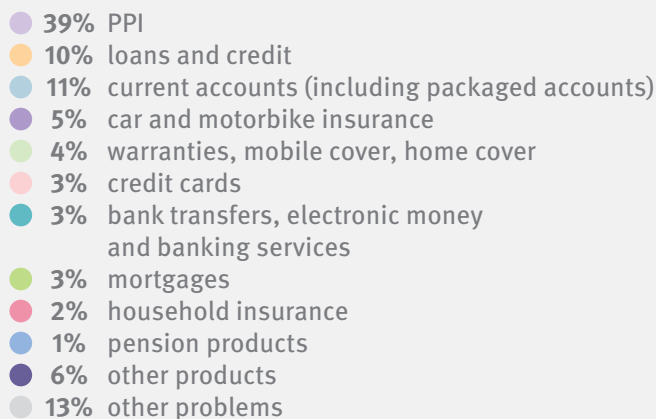 39% PPI
10% loans and credit
11% current accounts (including packaged accounts)
5% car and motorbike insurance
4% warranties, mobile cover, home cover
3% credit cards
3% bank transfers, electronic money
and banking services
3% mortgages
2% household insurance
1% pension products
6% other products
13% other problems